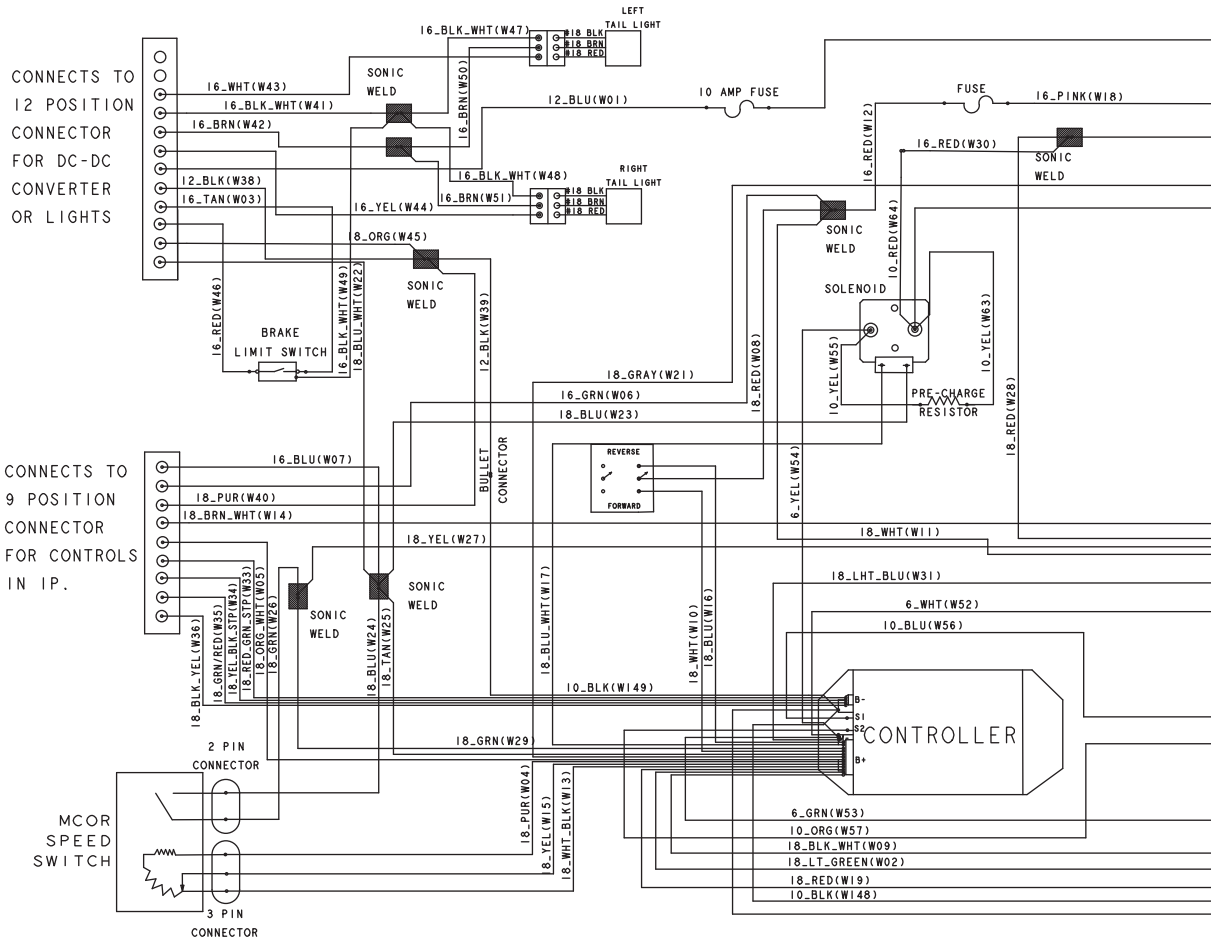 LEFT
TAIL LIGHT
16_BLK_WHT(W47)
#18 BLK
#18 BRN
#18 RED
CONNECTS TO
12 POSITION
CONNECTOR
FOR DC-DC
CONVERTER
OR LIGHTS
16_WHT(W43)
16_BLK_WHT(W41)
16_BRN(W42)
SONIC
WELD
16_BRN(W50)
12_BLU(W01)
10 AMP FUSE
FUSE
16_PINK(W18)
16_RED(W12)
16_RED(W30)
SONIC
WELD
12_BLK(W38)
16_TAN(W03)
16_BLK_WHT(W48)
16_BRN(W51)
16_YEL(W44)
RIGHT
TAIL LIGHT
#18 BLK
#18 BRN
#18 RED
18_ORG(W45)
SONIC
WELD
SONIC
WELD
10_RED(W64)
SOLENOID
16_RED(W46)
BRAKE
LIMIT SWITCH
16_BLK_WHT(W49)
18_BLU_WHT(W22)
12_BLK(W39)
18_RED(W08)
10_YEL(W55)
10_YEL(W63)
PRE-CHARGE
RESISTOR
18_RED(W28)
18_GRAY(W21)
16_GRN(W06)
18_BLU(W23)
BULLET
CONNECTOR
REVERSE
FORWARD
6_YEL(W54)
CONNECTS TO
9 POSITION
CONNECTOR
FOR CONTROLS
IN IP.
16_BLU(W07)
18_PUR(W40)
18_BRN_WHT(W14)
18_YEL(W27)
18_WHT(W11)
18_LHT_BLU(W31)
6_WHT(W52)
10_BLU(W56)
SONIC
WELD
SONIC
WELD
18_BLK_YEL(W36)
18_GRN/RED(W35)
18_YEL_BLK_STP(W34)
18_RED_GRN_STP(W33)
18_ORG_WHT(W05)
18_GRN(W26)
18_BLU(W24)
18_TAN(W25)
18_BLU_WHT(W17)
18_WHT(W10)
18_BLU(W16)
10_BLK(W149)
B-
S1
S2
B+
CONTROLLER
18_GRN(W29)
2 PIN
CONNECTOR
MCOR
SPEED
SWITCH
18_PUR(W04)
18_YEL(W15)
18_WHT_BLK(W13)
3 PIN
CONNECTOR
6_GRN(W53)
10_ORG(W57)
18_BLK_WHT(W09)
18_LT_GREEN(W02)
18_RED(W19)
10_BLK(W148)